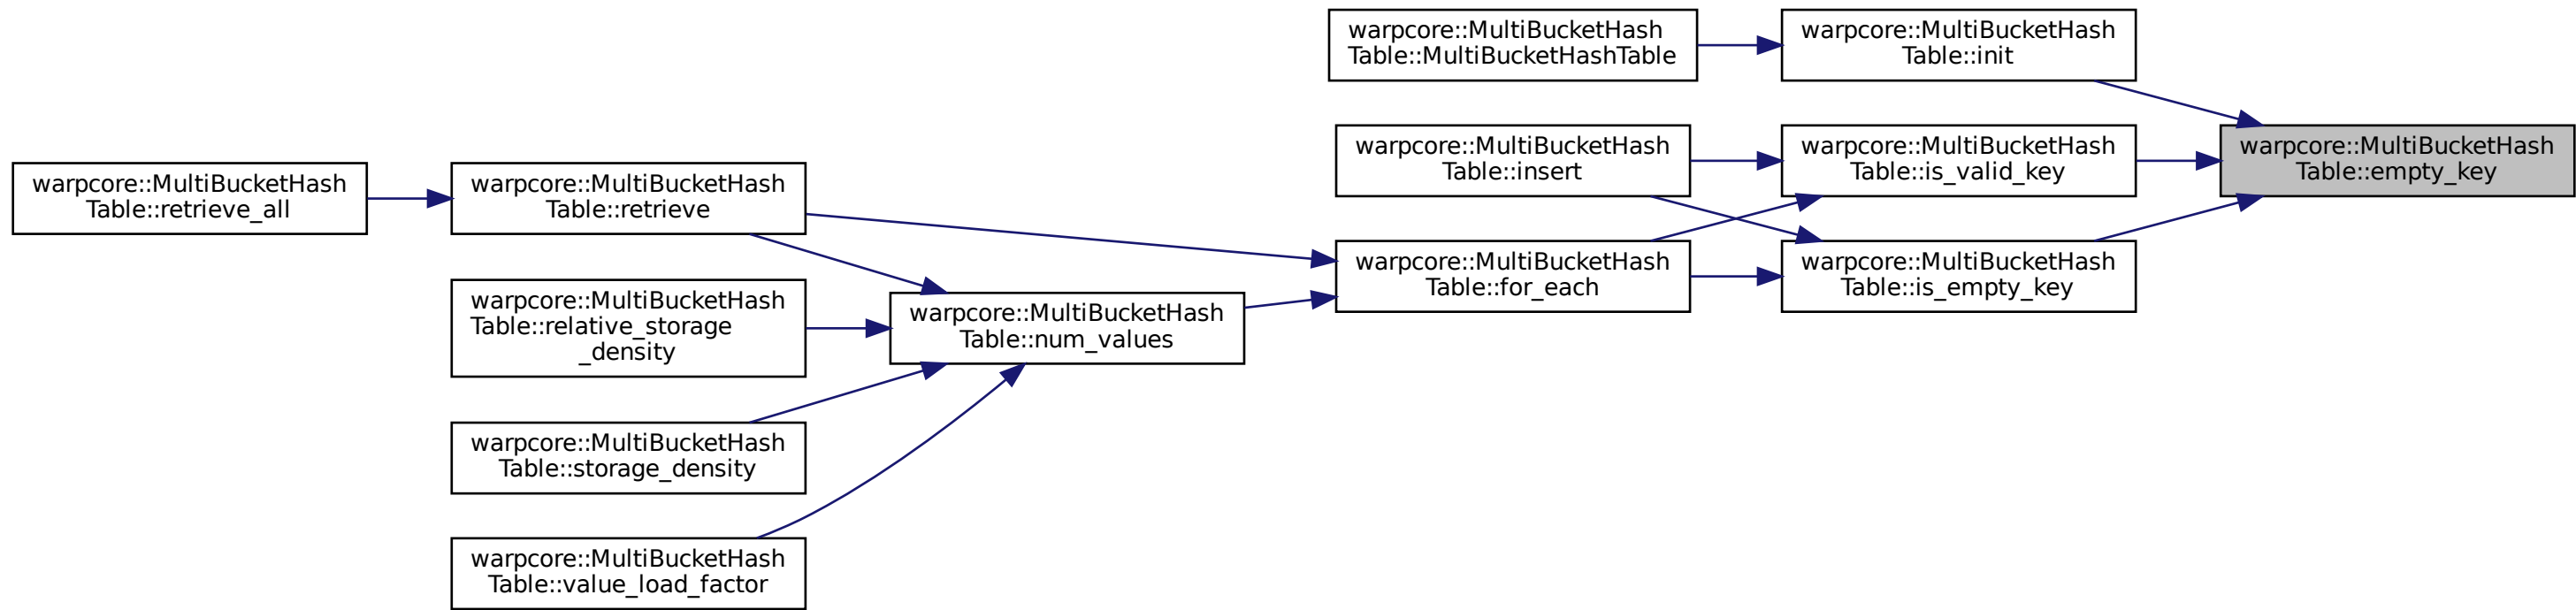 warpcore::MultiBucketHash
Table::MultiBucketHashTable
warpcore::MultiBucketHash
Table::init
warpcore::MultiBucketHash
Table::insert
warpcore::MultiBucketHash
Table::is_valid_key
warpcore::MultiBucketHash
Table::empty_key
warpcore::MultiBucketHash
Table::retrieve_all
warpcore::MultiBucketHash
Table::retrieve
warpcore::MultiBucketHash
Table::for_each
warpcore::MultiBucketHash
Table::is_empty_key
warpcore::MultiBucketHash
Table::relative_storage
_density
warpcore::MultiBucketHash
Table::num_values
warpcore::MultiBucketHash
Table::storage_density
warpcore::MultiBucketHash
Table::value_load_factor